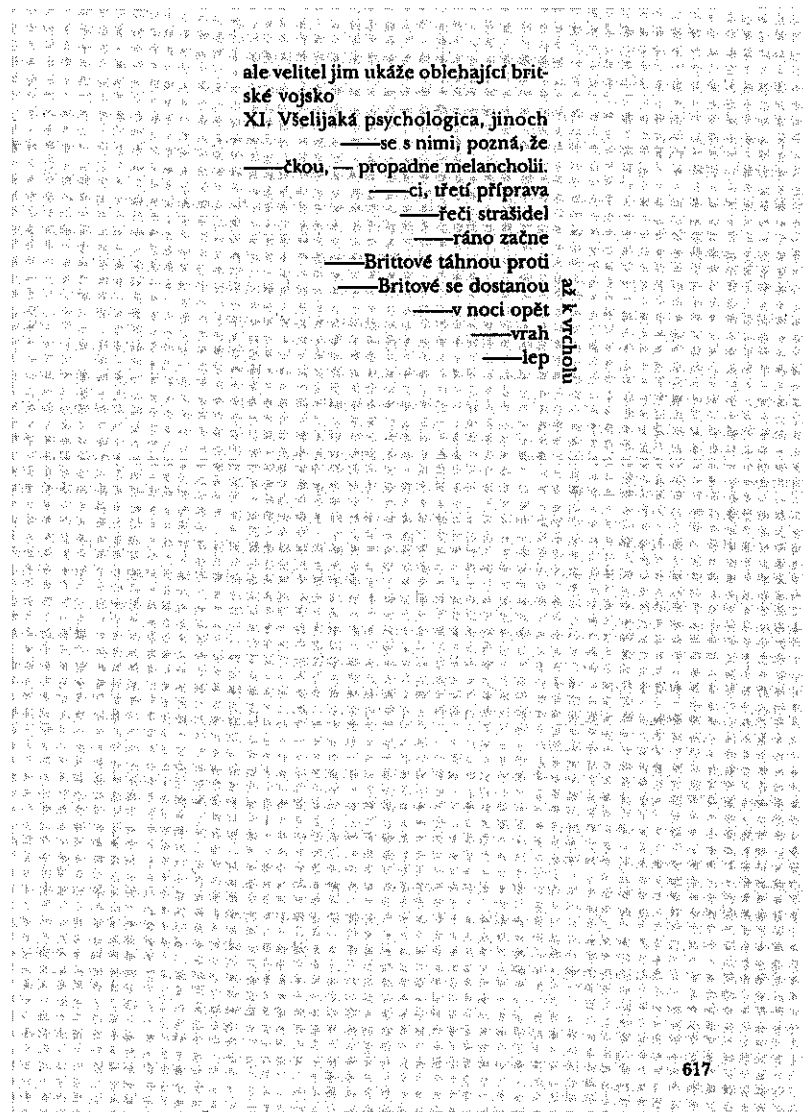 ale velitel jim ukáže oblehající brit-
ské vojsko
XI. Všelijaká psychologica, jinoch
——se s nimi, pozná, že
——čkou, — propadne melancholii.
——ci, třetí příprava
——řeči strašidel
——ráno začne
——Brittové táhnou proti
——Britové se dostanou
——v noci opět
——vrah
——lep
až k vrcholu
617